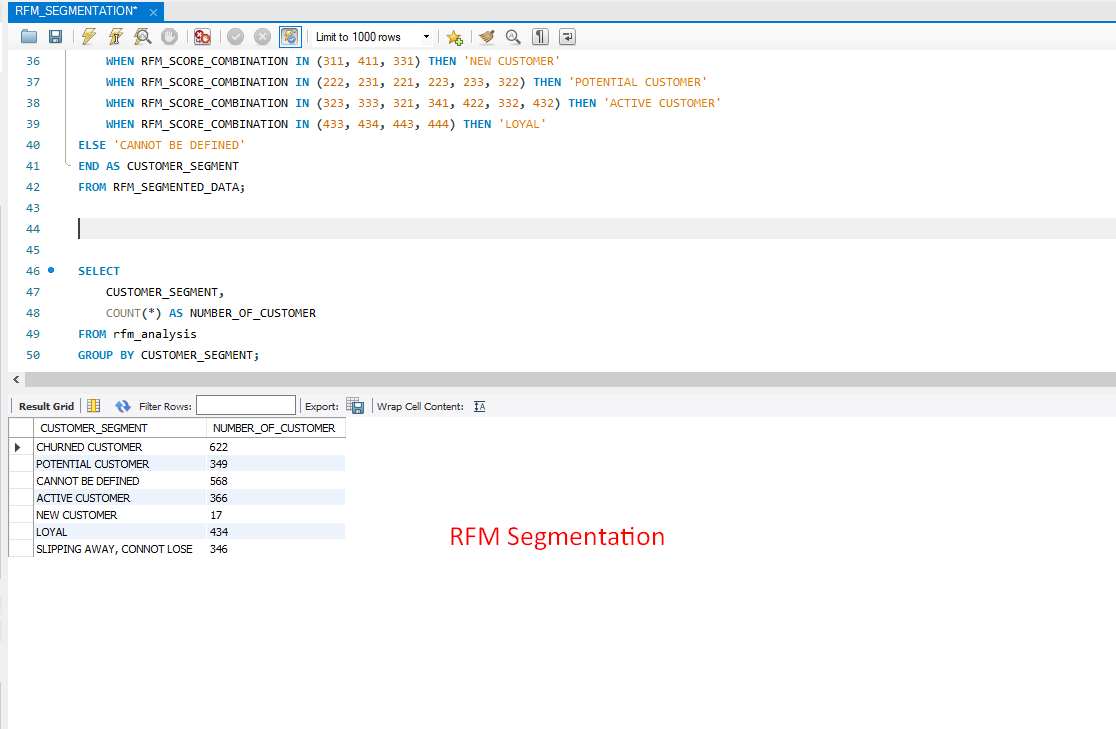 RFM_SEGMENTATION*
Limit to 1000 rows
36 WHEN RFM_SCORE_COMBINATION IN (311, 411, 331) THEN 'NEW CUSTOMER'
37 WHEN RFM_SCORE_COMBINATION IN (222, 231, 221, 223, 233, 322) THEN 'POTENTIAL CUSTOMER'
38 WHEN RFM_SCORE_COMBINATION IN (323, 333, 321, 341, 422, 332, 432) THEN 'ACTIVE CUSTOMER'
39 WHEN RFM_SCORE_COMBINATION IN (433, 434, 443, 444) THEN 'LOYAL'
40 ELSE 'CANNOT BE DEFINED'
41 END AS CUSTOMER_SEGMENT
42 FROM RFM_SEGMENTED_DATA;
43
44
45
46 SELECT
47 CUSTOMER_SEGMENT,
48 COUNT(*) AS NUMBER_OF_CUSTOMER
49 FROM rfm_analysis
50 GROUP BY CUSTOMER_SEGMENT;
Result Grid Filter Rows: Export: Wrap Cell Content:
CUSTOMER_SEGMENT NUMBER_OF_CUSTOMER
CHURNED CUSTOMER 622
POTENTIAL CUSTOMER 349
CANNOT BE DEFINED 568
ACTIVE CUSTOMER 366
NEW CUSTOMER 17
LOYAL 434
SLIPPING AWAY, CONNOT LOSE 346
RFM Segmentation